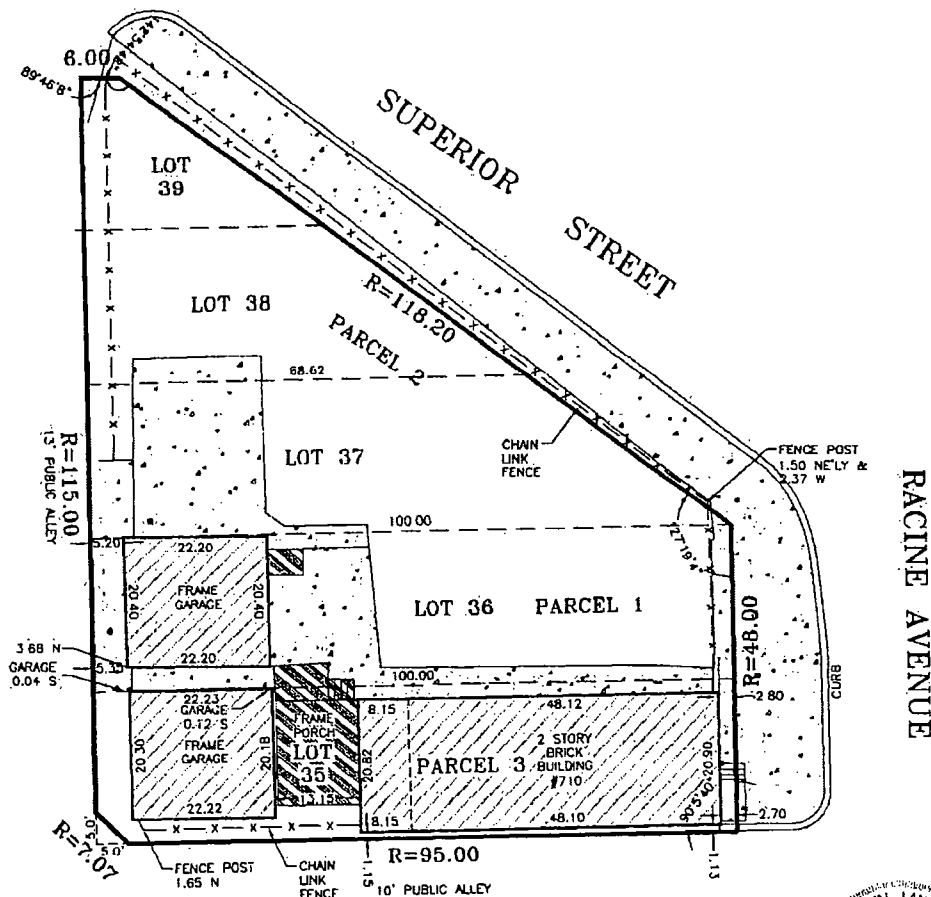 6.00
89°46'8"
SUPERIOR
STREET
LOT
39
R=118.20
LOT 38
PARCEL 2
68.62
R=115.00
13' PUBLIC ALLEY
LOT 37
CHAIN
LINK
FENCE
FENCE POST
1.50 NE'LY &
2.37 W
RACINE AVENUE
100.00
127°19'4"
5.20
22.20
FRAME
GARAGE
20.40
20.40
LOT 36
PARCEL 1
R=48.00
3.68 N
GARAGE
0.04 S
5.35
22.20
100.00
2.80
CURB
22.23
GARAGE
0.12 S
8.15
48.12
FRAME
PORCH
FRAME
GARAGE
20.30
20.18
LOT
35
20.82
PARCEL 3
2 STORY
BRICK
BUILDING
#710
20.90
90°5'40"
13.15
22.22
8.15
48.10
2.70
5.0'
5.0'
R=7.07
R=95.00
FENCE POST
1.65 N
CHAIN
LINK
FENCE
1.15
10' PUBLIC ALLEY
1.13